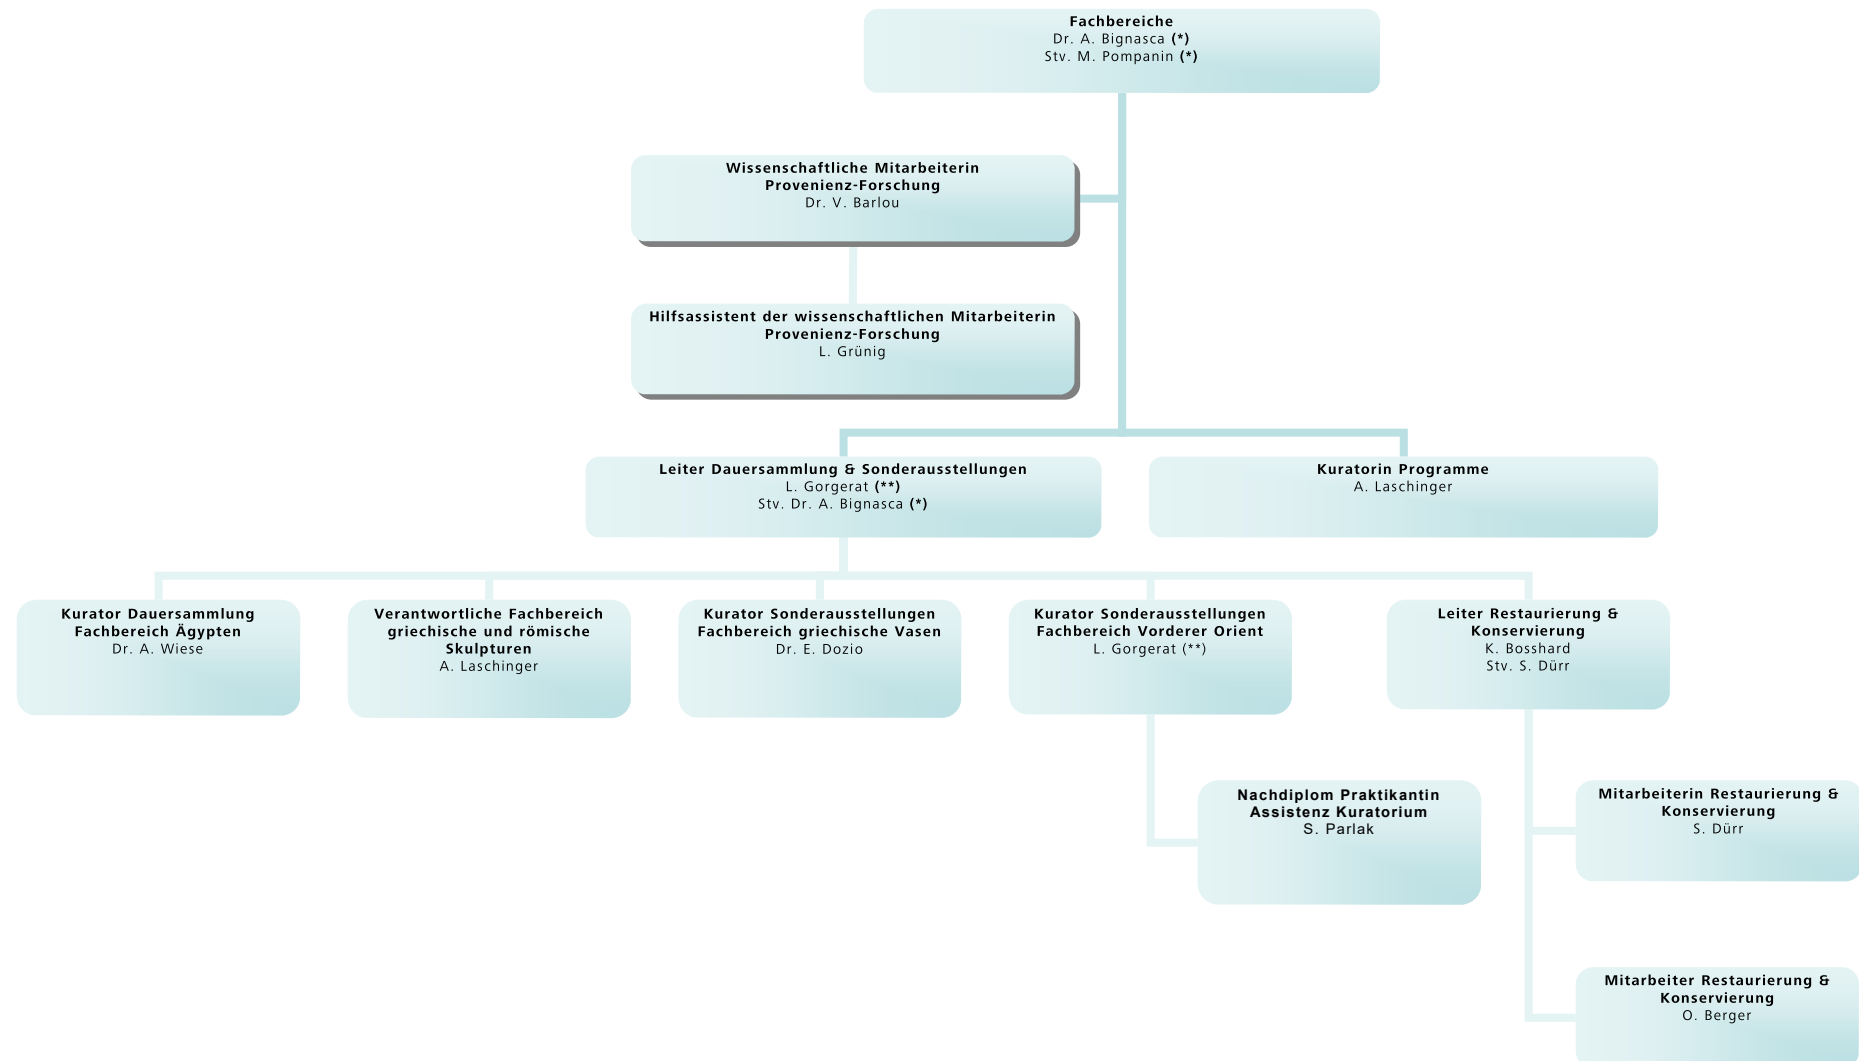 Fachbereiche
Dr. A. Bignasca (*)
Stv. M. Pompanin (*)
Wissenschaftliche Mitarbeiterin
Provenienz-Forschung
Dr. V. Barlou
Hilfsassistent der wissenschaftlichen Mitarbeiterin
Provenienz-Forschung
L. Grünig
Leiter Dauersammlung & Sonderausstellungen
L. Gorgerat (**)
Stv. Dr. A. Bignasca (*)
Kuratorin Programme
A. Laschinger
Kurator Dauersammlung
Fachbereich Ägypten
Dr. A. Wiese
Verantwortliche Fachbereich
griechische und römische
Skulpturen
A. Laschinger
Kurator Sonderausstellungen
Fachbereich griechische Vasen
Dr. E. Dozio
Kurator Sonderausstellungen
Fachbereich Vorderer Orient
L. Gorgerat (**)
Leiter Restaurierung &
Konservierung
K. Bosshard
Stv. S. Dürr
Nachdiplom Praktikantin
Assistenz Kuratorium
S. Parlak
Mitarbeiterin Restaurierung &
Konservierung
S. Dürr
Mitarbeiter Restaurierung &
Konservierung
O. Berger